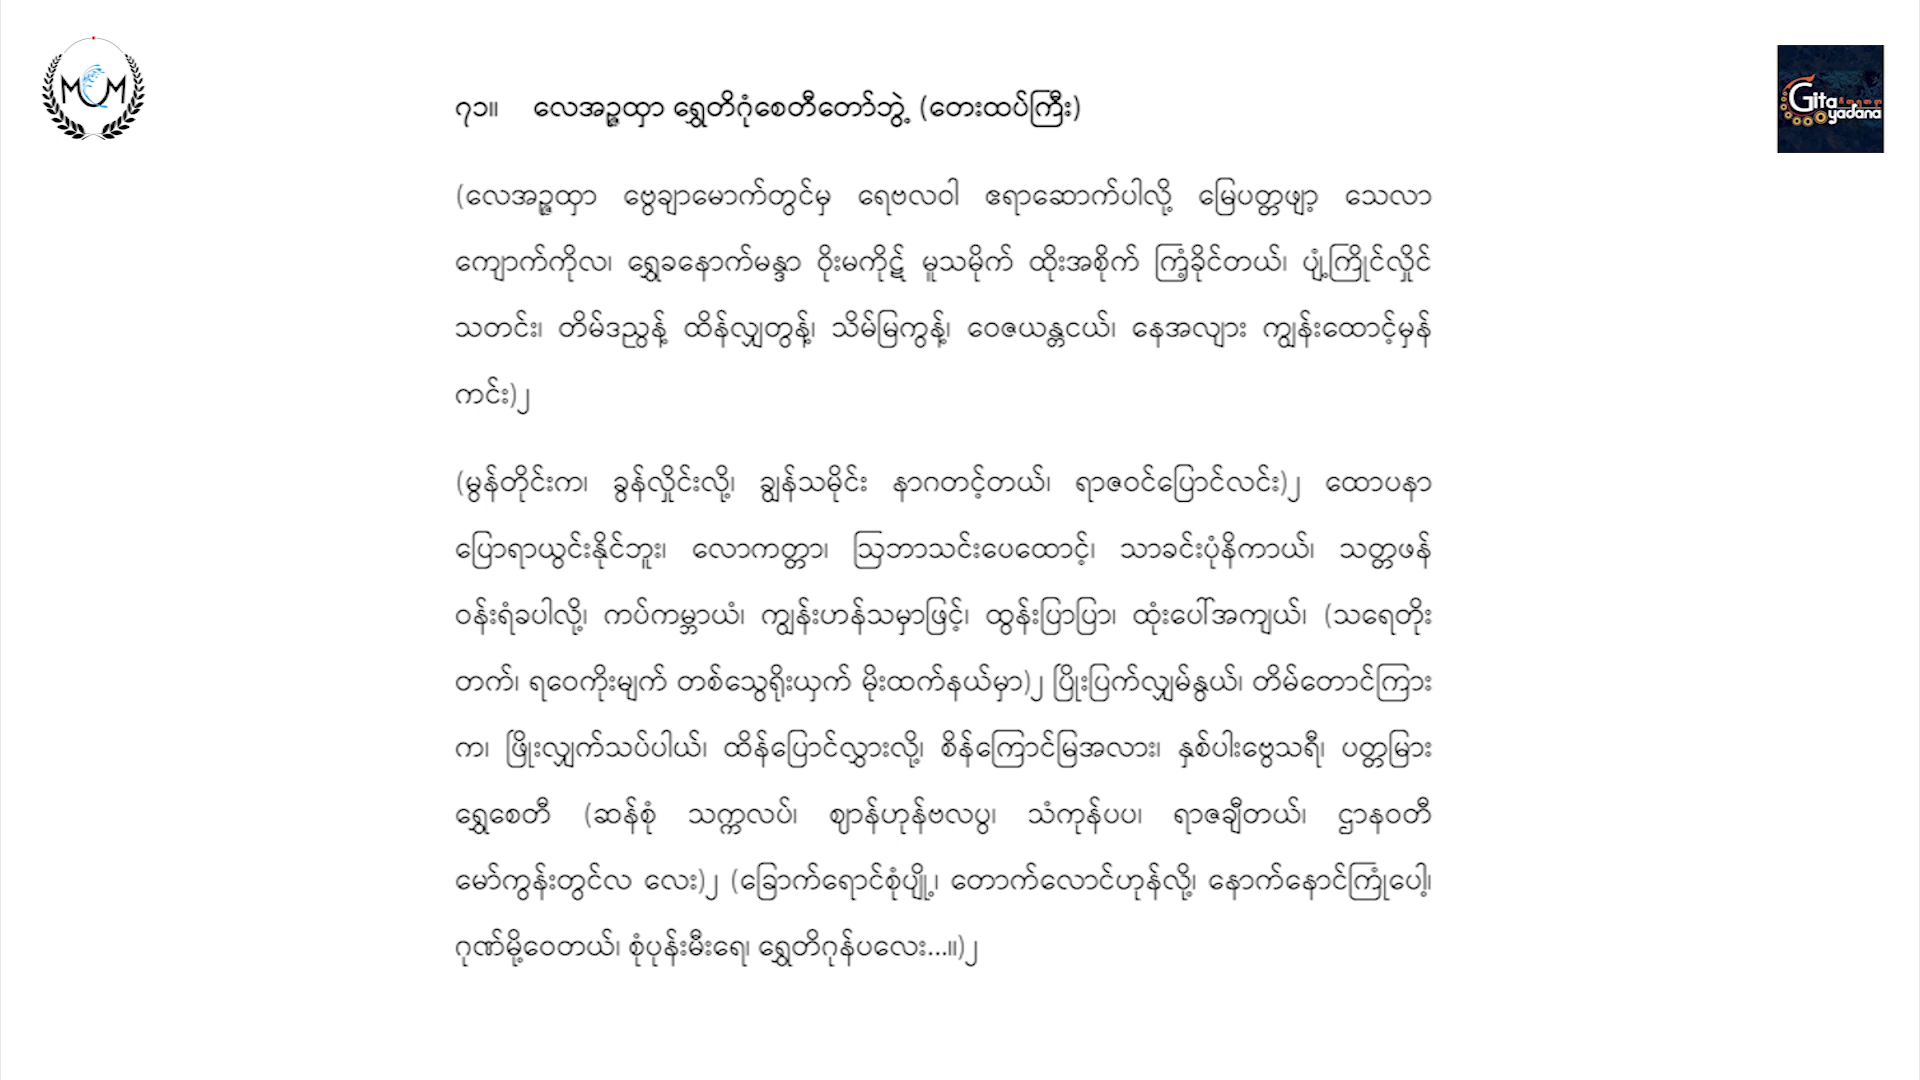 MCM
Gita
ဂီတရတနာ
yadana
၇၁။ လေအဥ္ဇထှာ ရွှေတိဂုံစေတီတော်ဘွဲ့ (တေးထပ်ကြီး)
(လေအဥ္ဇထှာ ဗွေချာမောက်တွင်မှ ရေဗလဝါ ဧရာဆောက်ပါလို့ မြေပတ္တဖျာ့ သေလာ
ကျောက်ကိုလ၊ ရွှေခနောက်မန္ဒာ ဝိုးမကိုဋ် မူသမိုက် ထိုးအစိုက် ကြံ့ခိုင်တယ်၊ ပျံ့ကြိုင်လှိုင်
သတင်း၊ တိမ်ဒညွန့် ထိန်လျှတွန့်၊ သိမ်မြကွန့်၊ ဝေဇယန္တငယ်၊ နေအလျား ကျွန်းထောင့်မှန်
ကင်း)၂
(မွန်တိုင်းက၊ ခွန်လှိုင်းလို့၊ ချွန်သမိုင်း နာဂတင့်တယ်၊ ရာဇဝင်ပြောင်လင်း)၂ ထောပနာ
ပြောရာယွင်းနိုင်ဘူး၊ လောကတ္တာ၊ ဩဘာသင်းပေထောင့်၊ သာခင်းပုံနိကာယ်၊ သတ္တဖန်
ဝန်းရံခပါလို့၊ ကပ်ကမ္ဘာယံ၊ ကျွန်းဟန်သမှာဖြင့်၊ ထွန်းပြာပြာ၊ ထုံးပေါ်အကျယ်၊ (သရေတိုး
တက်၊ ရဝေကိုးမျက် တစ်သွေရိုးယှက် မိုးထက်နယ်မှာ)၂ ပြိုးပြက်လျှမ်နွယ်၊ တိမ်တောင်ကြား
က၊ ဖြိုးလျှက်သပ်ပါယ်၊ ထိန်ပြောင်လွှားလို့၊ စိန်ကြောင်မြအလား၊ နှစ်ပါးဗွေသရီ၊ ပတ္တမြား
ရွှေစေတီ (ဆန်စုံ သက္ကလပ်၊ ဈာန်ဟုန်ဗလပွ၊ သံကုန်ပပ၊ ရာဇချီတယ်၊ ဌာနဝတီ
မော်ကွန်းတွင်လ လေး)၂ (ခြောက်ရောင်စုံပျို့၊ တောက်လောင်ဟုန်လို့၊ နောက်နောင်ကြုံပေါ့၊
ဂုဏ်မို့ဝေတယ်၊ စုံပုန်းမီးရေ၊ ရွှေတိဂုန်ပလေး...။)၂